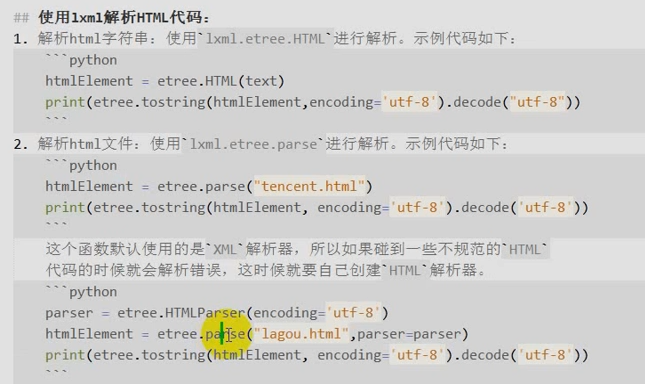 ## 使用lxml解析HTML代码：
1. 解析html字符串：使用`lxml.etree.HTML`进行解析。示例代码如下：
```python
htmlElement = etree.HTML(text)
print(etree.tostring(htmlElement,encoding='utf-8').decode("utf-8"))
```
2. 解析html文件：使用`lxml.etree.parse`进行解析。示例代码如下：
```python
htmlElement = etree.parse("tencent.html")
print(etree.tostring(htmlElement, encoding='utf-8').decode('utf-8'))
```
这个函数默认使用的是`XML`解析器，所以如果碰到一些不规范的`HTML`
代码的时候就会解析错误，这时候就要自己创建`HTML`解析器。
```python
parser = etree.HTMLParser(encoding='utf-8')
htmlElement = etree.parse("lagou.html",parser=parser)
print(etree.tostring(htmlElement, encoding='utf-8').decode('utf-8'))
```